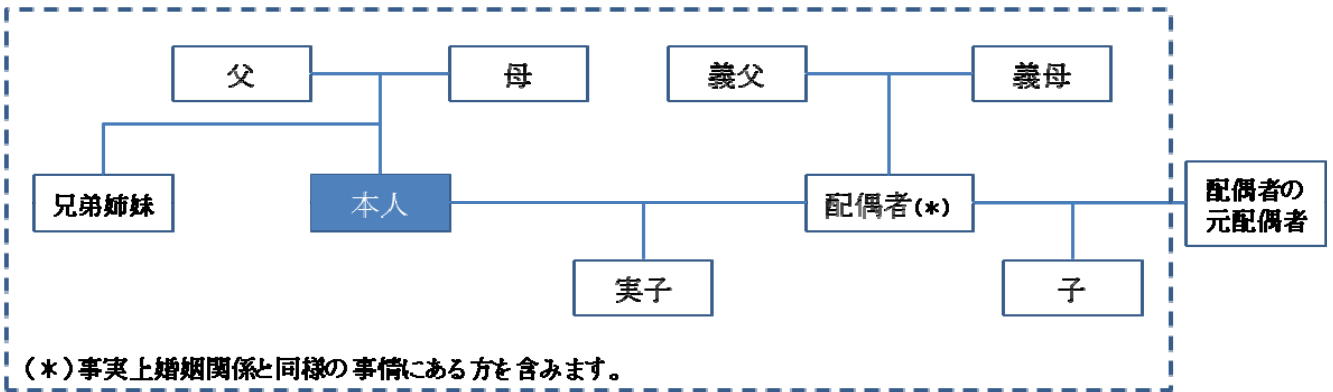 父
母
義父
義母
兄弟姉妹
本人
配偶者(*)
配偶者の
元配偶者
実子
子
(*)事実上婚姻関係と同様の事情にある方を含みます。